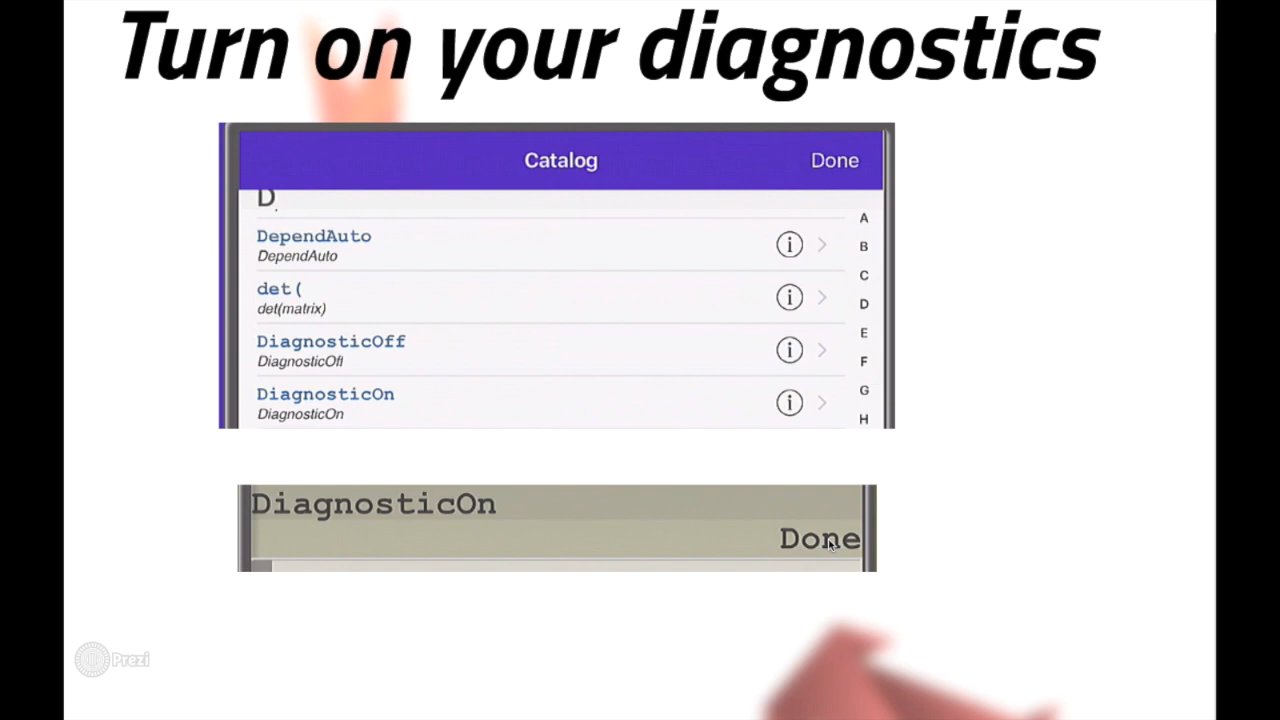 Turn on your diagnostics
Catalog Done
D
A
DependAuto
DependAuto
B
C
det(
det(matrix)
D
E
DiagnosticOff
DiagnosticOff
F
G
DiagnosticOn
DiagnosticOn
H
DiagnosticOn
Done
Prezi